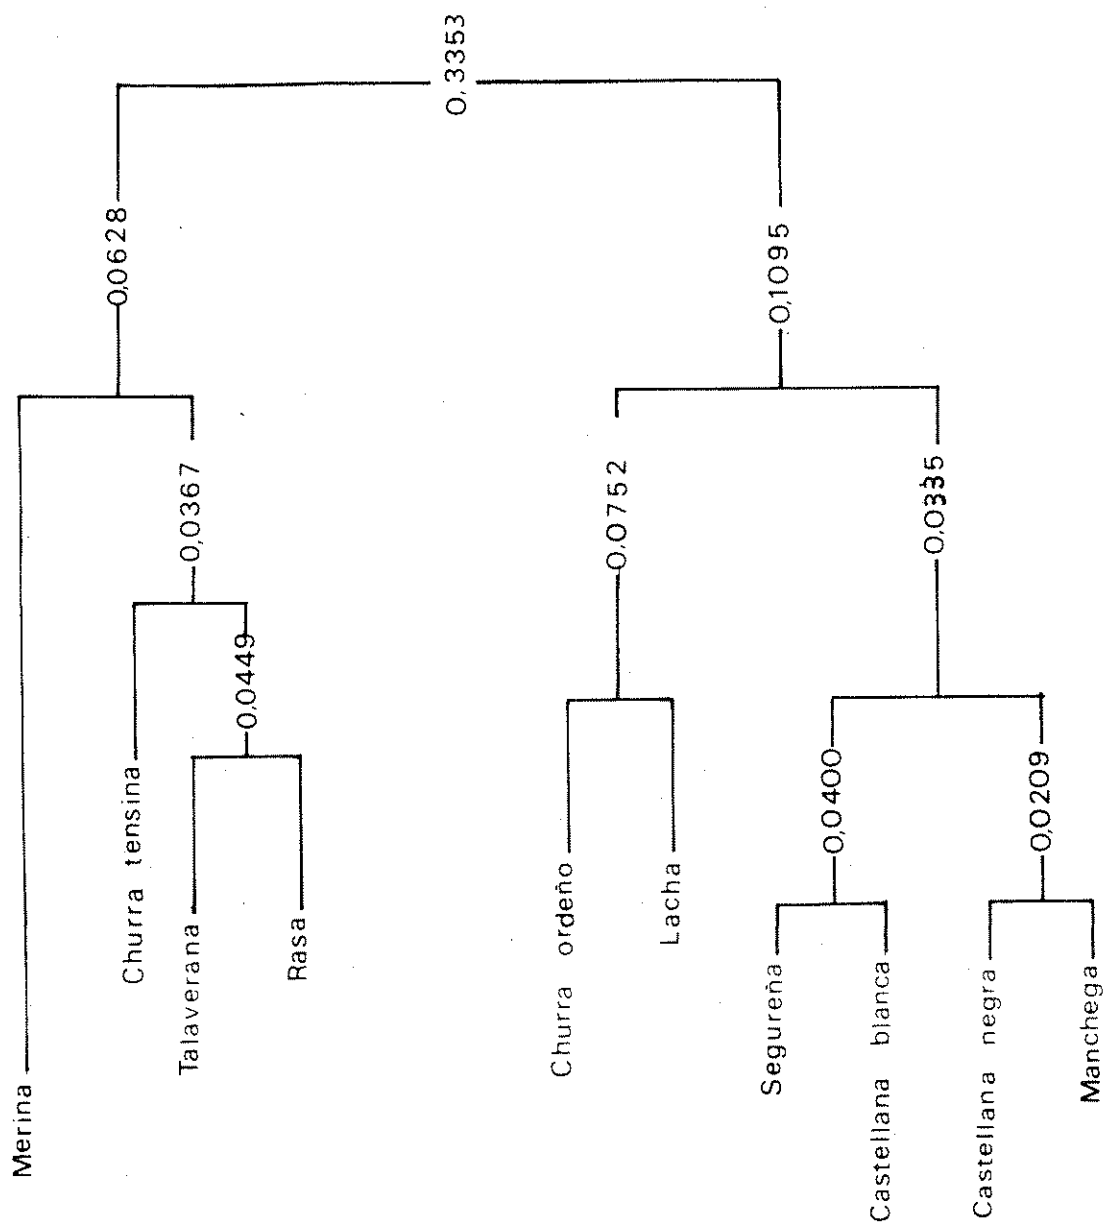 Merina
0,0628
Churra tensina
Talaverana
0,0367
0,0449
Rasa
0,3353
Churra ordeño
0.0752
Lacha
Segureña
0,1095
0,0400
Castellana blanca
0,0335
Castellana negra
0,0209
Manchega